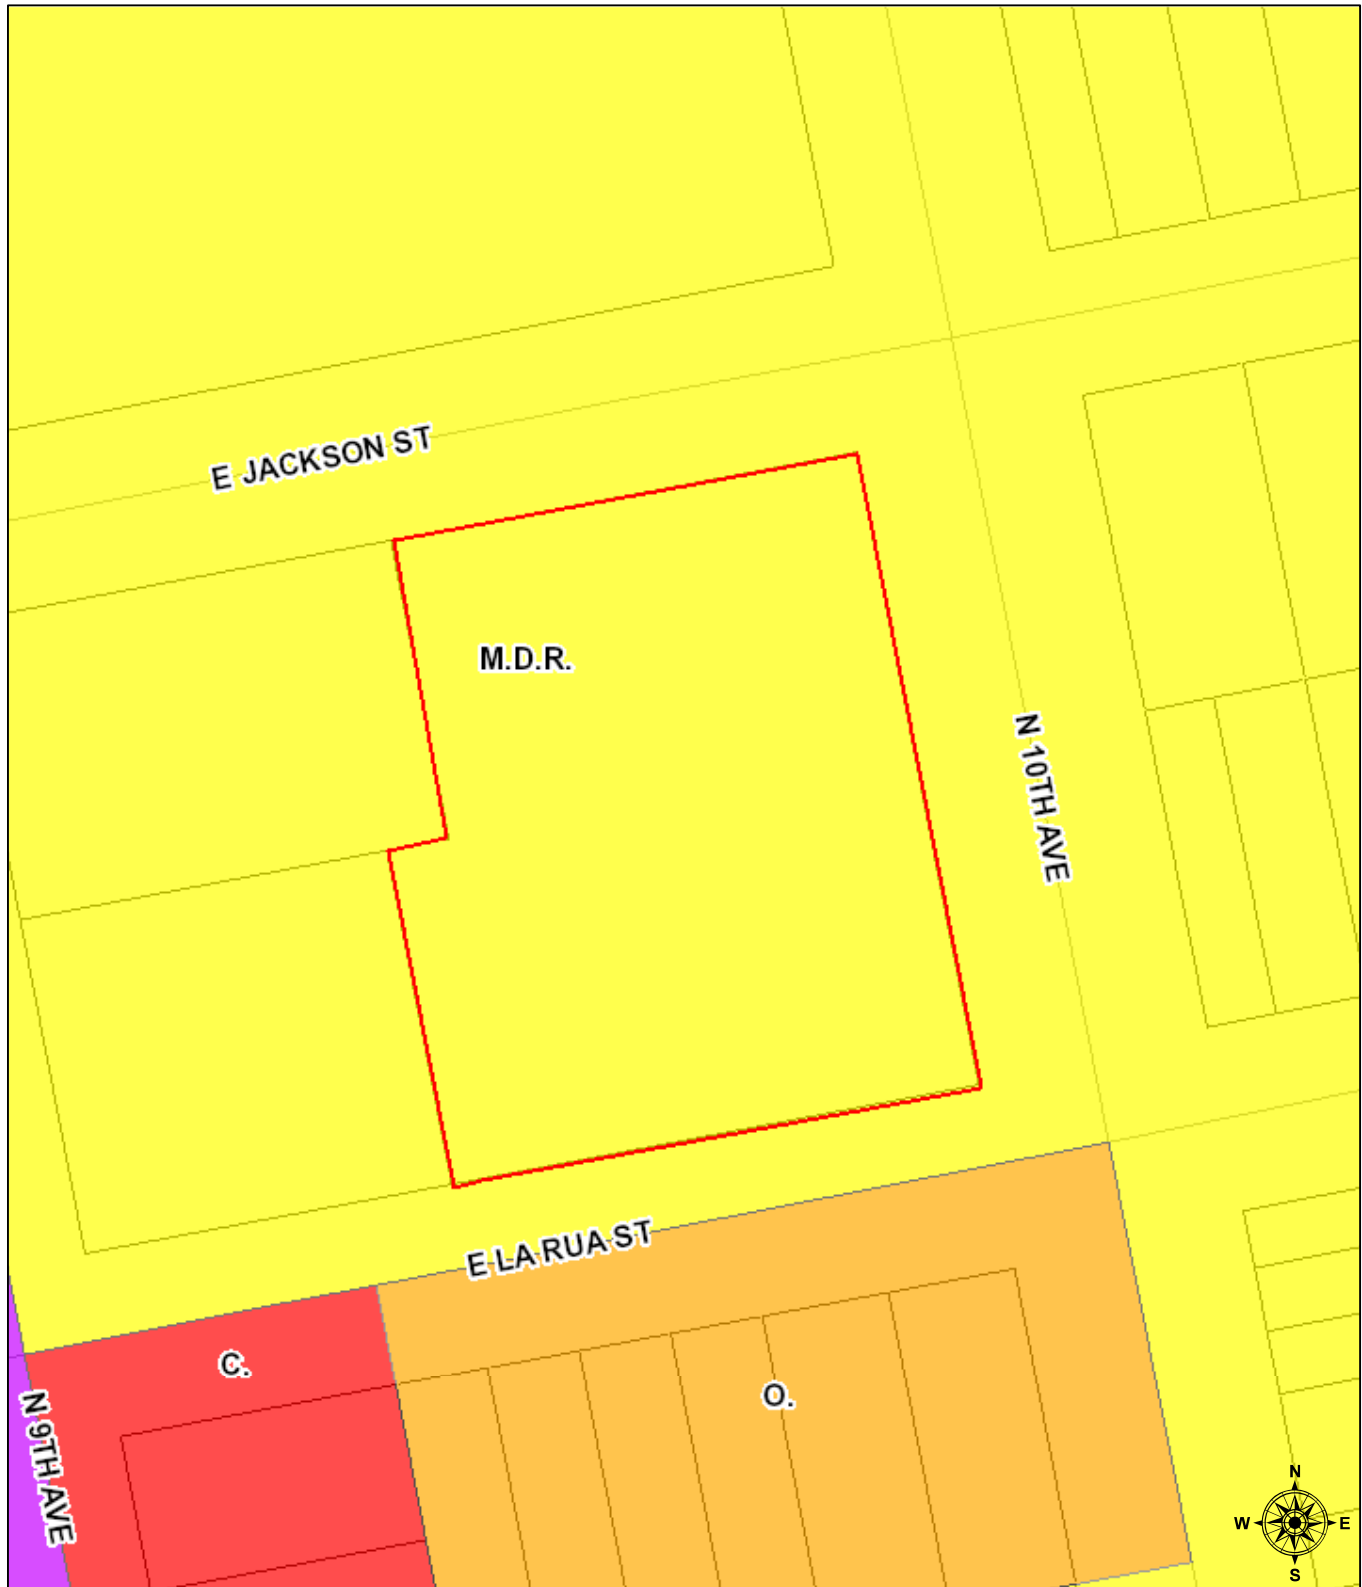 E JACKSON ST
M.D.R.
N 10TH AVE
E LA RUA ST
C.
O.
N 9TH AVE
N
W E
S